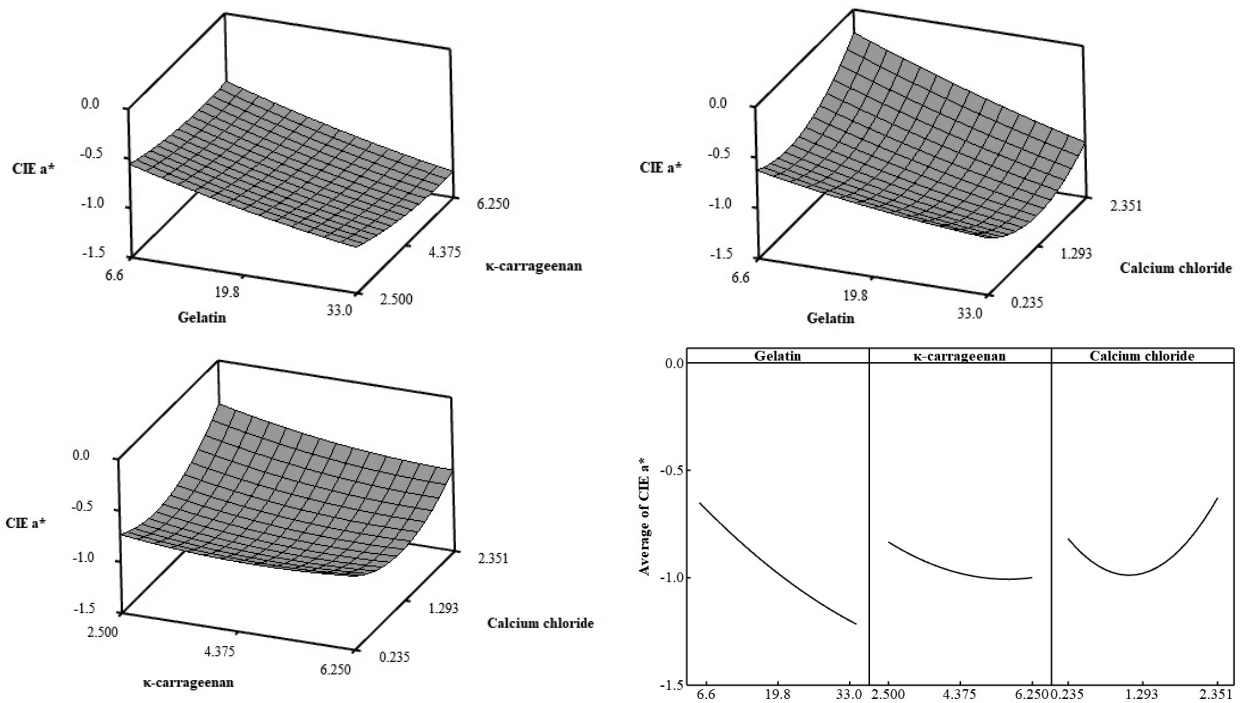 0.0
-0.5
CIE a*
-1.0
-1.5
6.6
19.8
33.0
Gelatin
2.500
4.375
6.250
κ-carrageenan
0.0
-0.5
CIE a*
-1.0
-1.5
6.6
19.8
33.0
Gelatin
0.235
1.293
2.351
Calcium chloride
0.0
-0.5
CIE a*
-1.0
-1.5
2.500
4.375
6.250
κ-carrageenan
0.235
1.293
2.351
Calcium chloride
Gelatin κ-carrageenan Calcium chloride
0.0
-0.5
-1.0
-1.5
Average of CIE a*
6.6 19.8 33.0 2.500 4.375 6.250 0.235 1.293 2.351